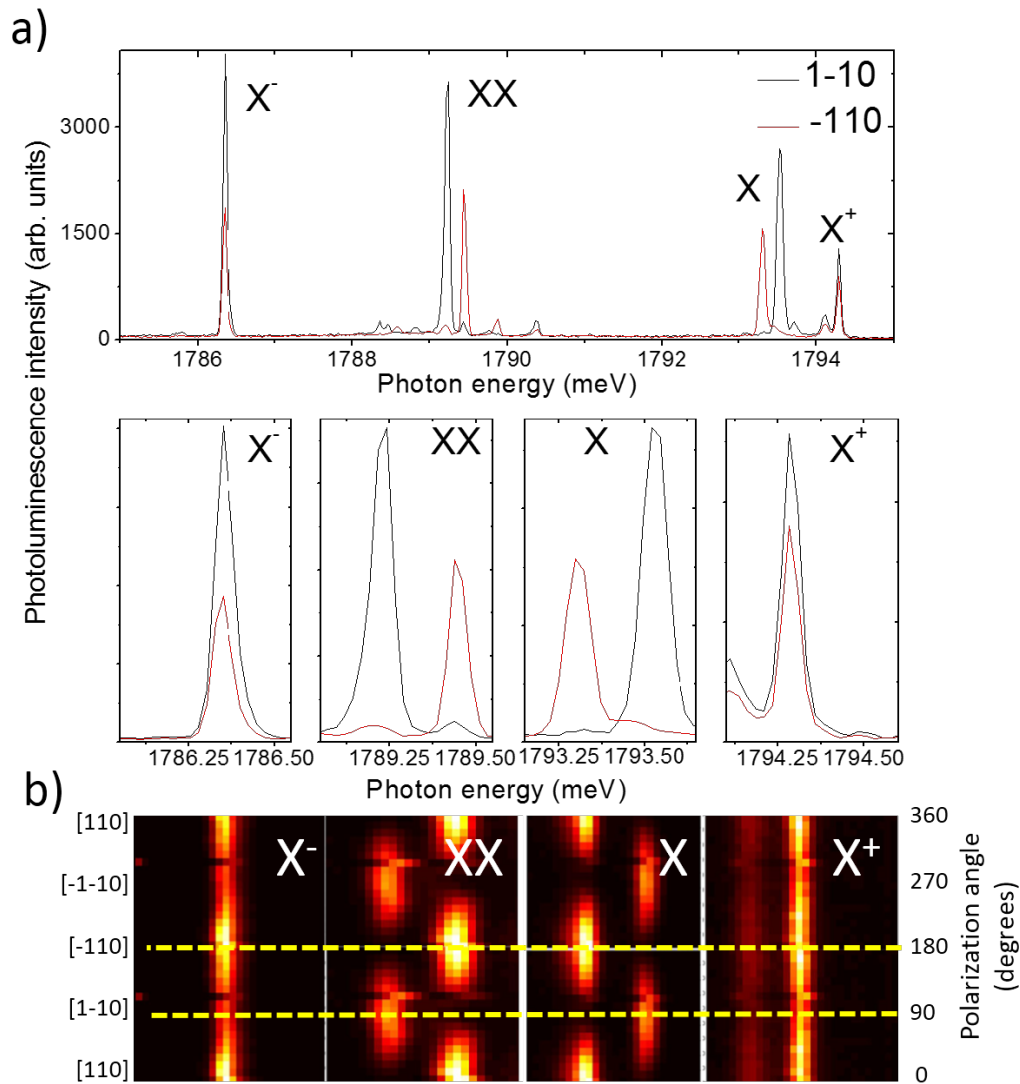 a)
Photoluminescence intensity (arb. units)
3000
1500
0
X⁻
XX
X
X⁺
1-10
-110
1786
1788
1790
1792
1794
Photon energy (meV)
X⁻
XX
X
X⁺
1786.25
1786.50
1789.25
1789.50
1793.25
1793.50
1794.25
1794.50
Photon energy (meV)
b)
[110]
[-1-10]
[-110]
[1-10]
[110]
X⁻
XX
X
X⁺
360
270
180
90
0
Polarization angle
(degrees)